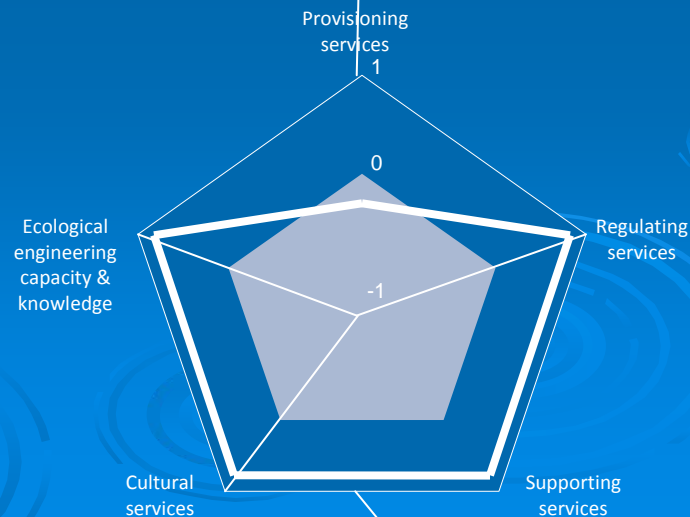 Provisioning
services
1
0
-1
Ecological
engineering
capacity &
knowledge
Regulating
services
Cultural
services
Supporting
services